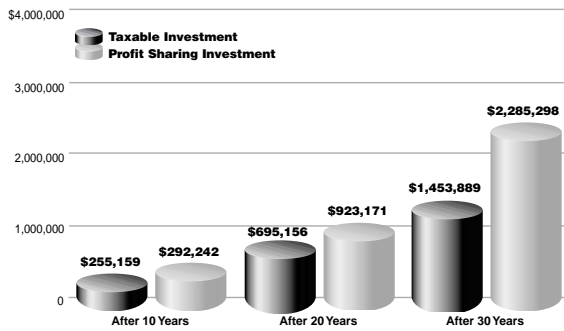 $4,000,000
Taxable Investment
Profit Sharing Investment
3,000,000
$2,285,298
2,000,000
$1,453,889
1,000,000
$923,171
$695,156
$292,242
$255,159
0
After 10 Years
After 20 Years
After 30 Years